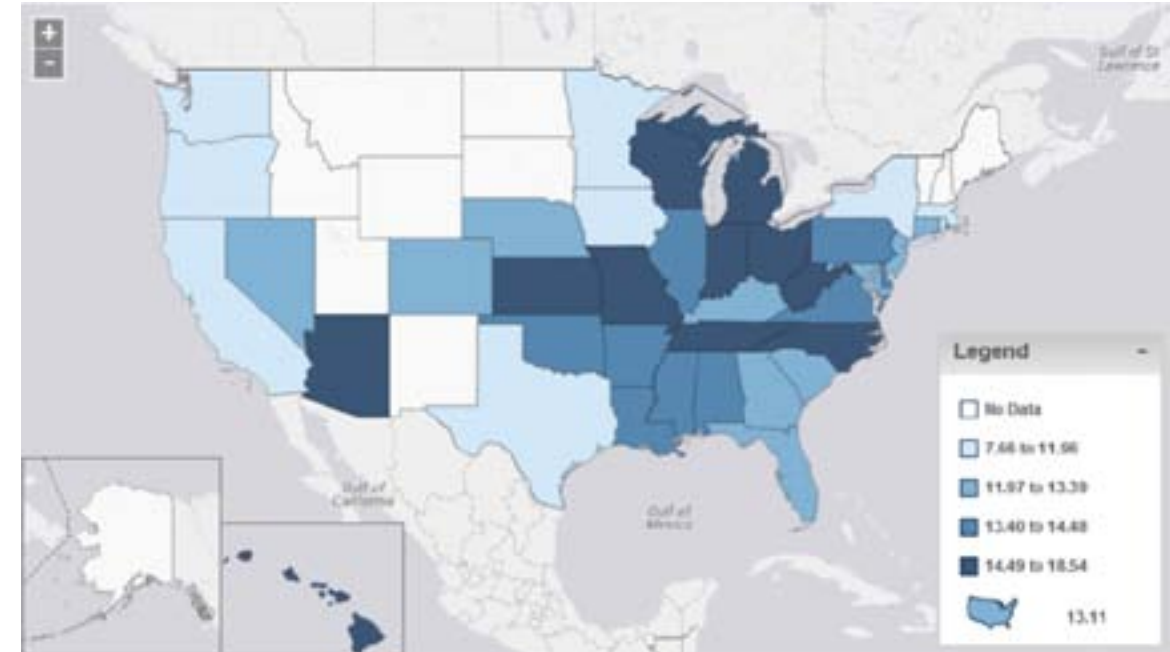 +
-
Gulf of St
Lawrence
Legend -
No Data
7.66 to 11.96
11.97 to 13.39
13.40 to 14.48
14.49 to 18.54
13.11
Gulf of
California
Gulf of
Mexico